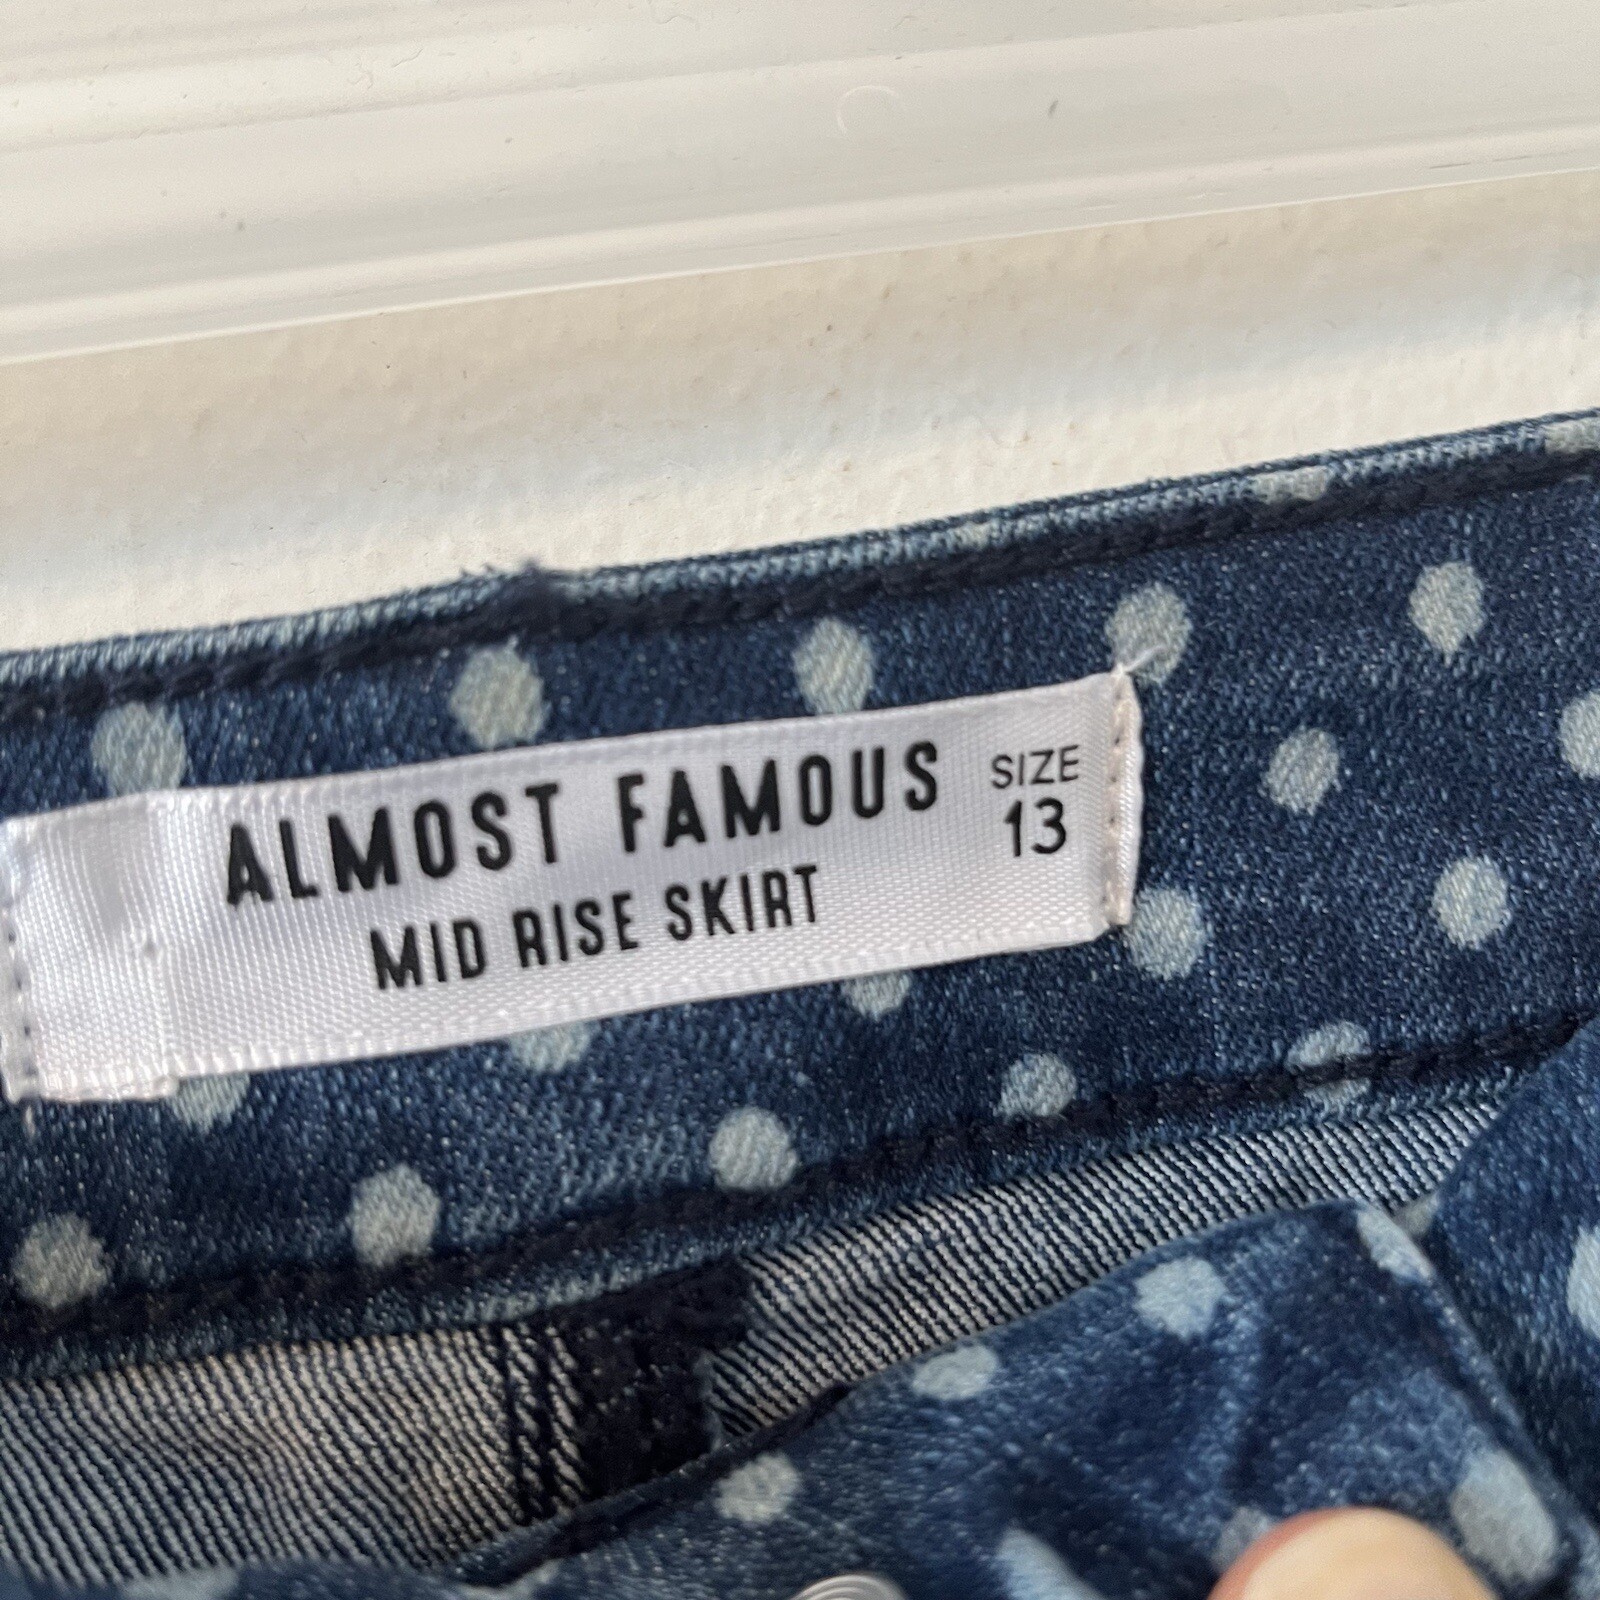 ALMOST FAMOUS
MID RISE SKIRT
SIZE
13